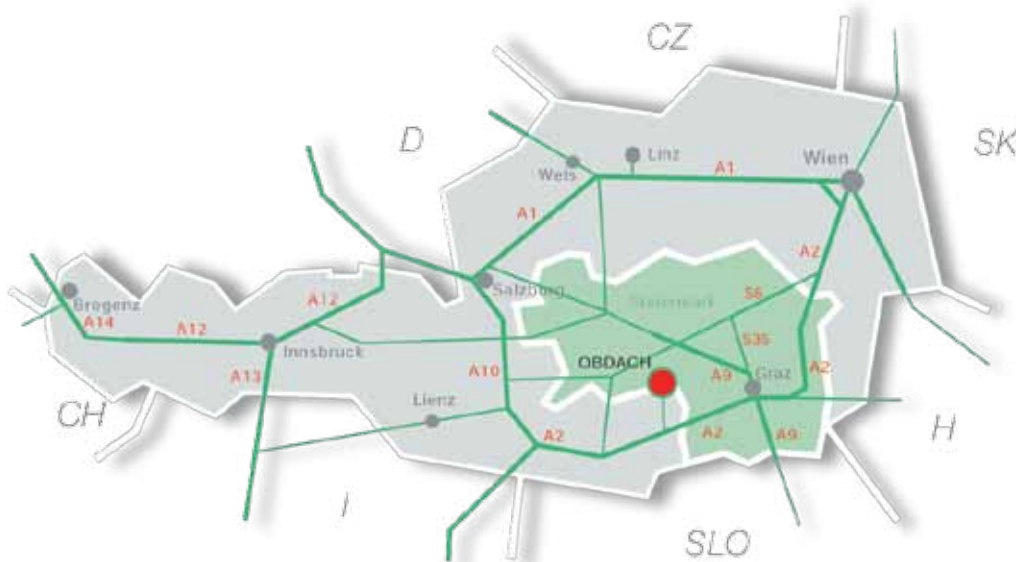 CZ
D
SK
Linz
Wien
Wels
A1
A1
A2
Salzburg
Bregenz
A12
Steiermark
S6
A14
A12
Innsbruck
S35
OBDACH
A13
A10
A9
Graz
A2
Lienz
CH
A2
A2
A9
H
I
SLO